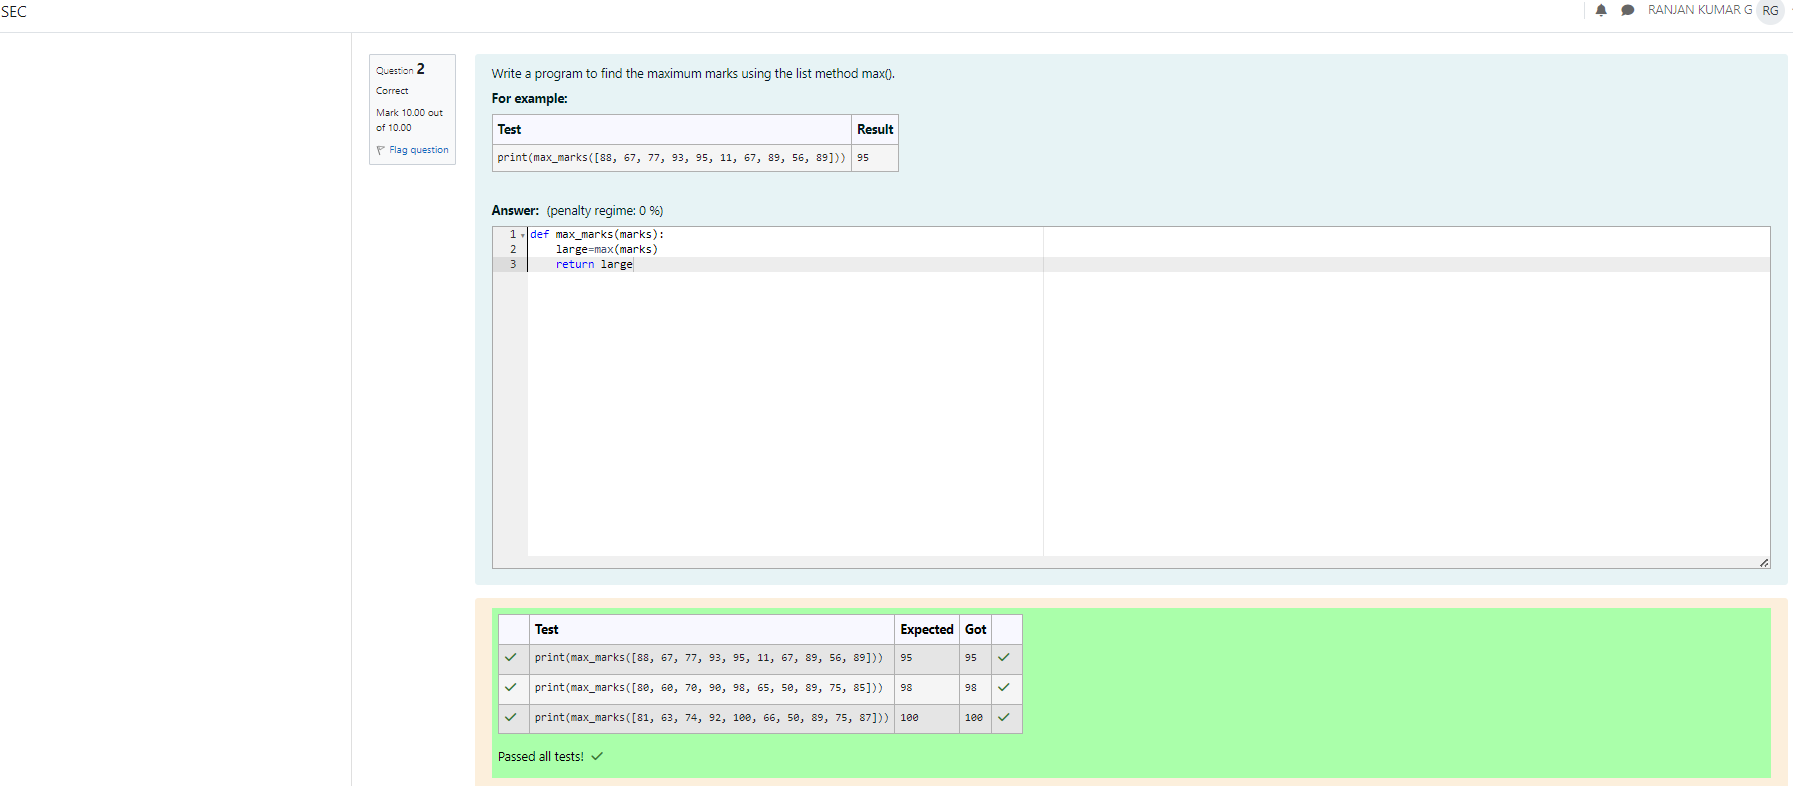 SEC
RANJAN KUMAR G RG
Question 2
Correct
Mark 10.00 out
of 10.00
Flag question
Write a program to find the maximum marks using the list method max().
For example:
Test Result
print(max_marks([88, 67, 77, 93, 95, 11, 67, 89, 56, 89])) 95
Answer: (penalty regime: 0 %)
1 def max_marks(marks):
2     large=max(marks)
3     return large
Test Expected Got
print(max_marks([88, 67, 77, 93, 95, 11, 67, 89, 56, 89])) 95 95
print(max_marks([80, 60, 70, 90, 98, 65, 50, 89, 75, 85])) 98 98
print(max_marks([81, 63, 74, 92, 100, 66, 50, 89, 75, 87])) 100 100
Passed all tests!